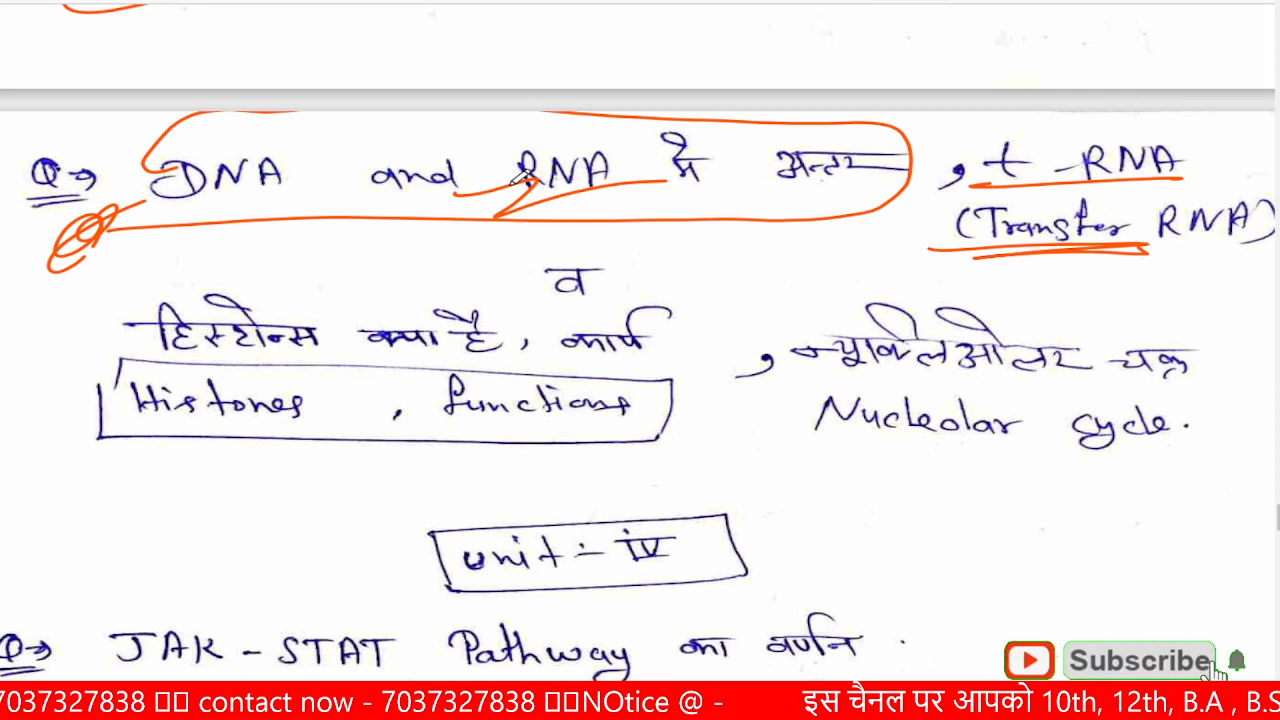 Q→ DNA and RNA में अन्तर , t-RNA
(Transfer RNA)
व
हिस्टोन्स क्या है, कार्य , न्यूक्लिओलर चक्र
Histones , functions
Nucleolar cycle.
unit :- iv
Q→ JAK-STAT Pathway का वर्णन .
Subscribe
7037327838 contact now - 7037327838 NOtice @ - इस चैनल पर आपको 10th, 12th, B.A , B.S